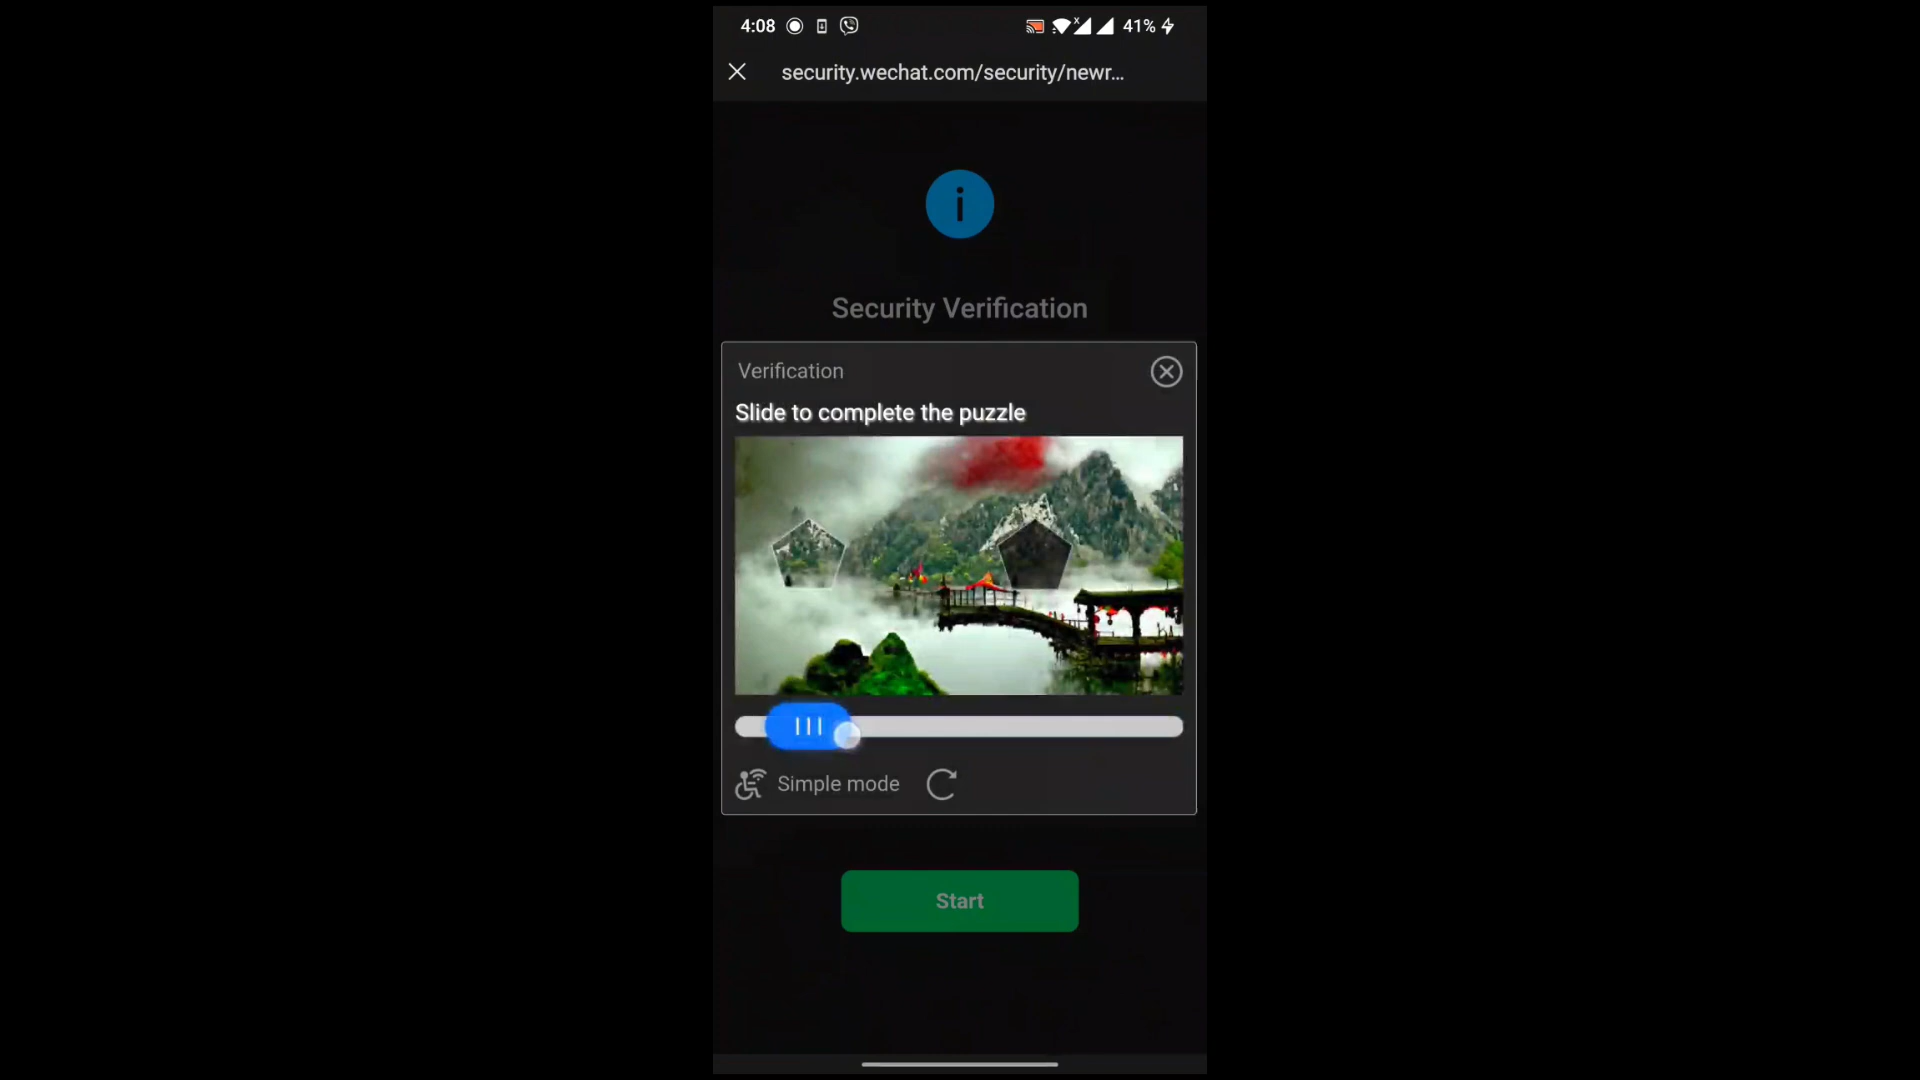 4:08 41%
security.wechat.com/security/newr...
Security Verification
Verification
Slide to complete the puzzle
Simple mode
Start